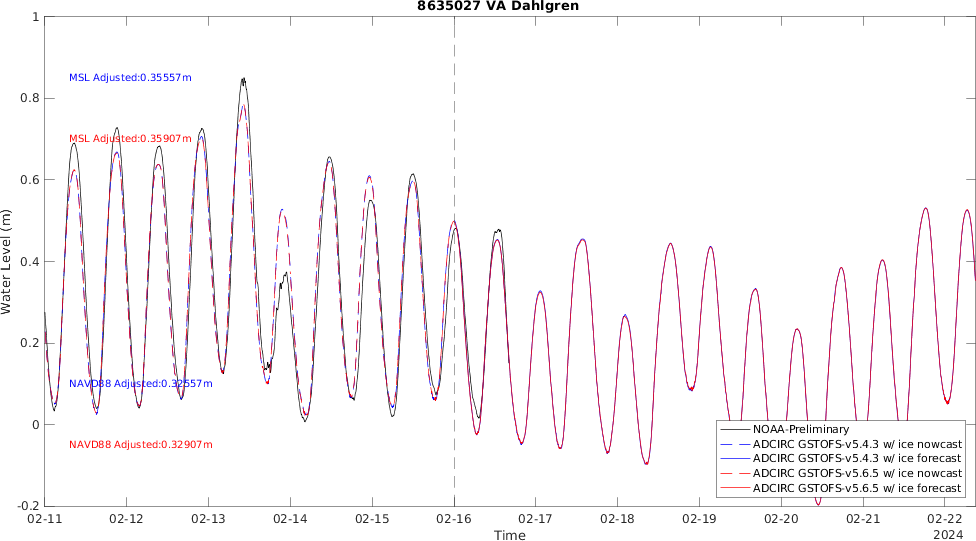 8635027 VA Dahlgren
1
0.8
0.6
0.4
0.2
0
-0.2
Water Level (m)
MSL Adjusted:0.35557m
MSL Adjusted:0.35907m
NAVD88 Adjusted:0.32557m
NAVD88 Adjusted:0.32907m
NOAA-Preliminary
ADCIRC GSTOFS-v5.4.3 w/ ice nowcast
ADCIRC GSTOFS-v5.4.3 w/ ice forecast
ADCIRC GSTOFS-v5.6.5 w/ ice nowcast
ADCIRC GSTOFS-v5.6.5 w/ ice forecast
02-11 02-12 02-13 02-14 02-15 02-16 02-17 02-18 02-19 02-20 02-21 02-22
2024
Time